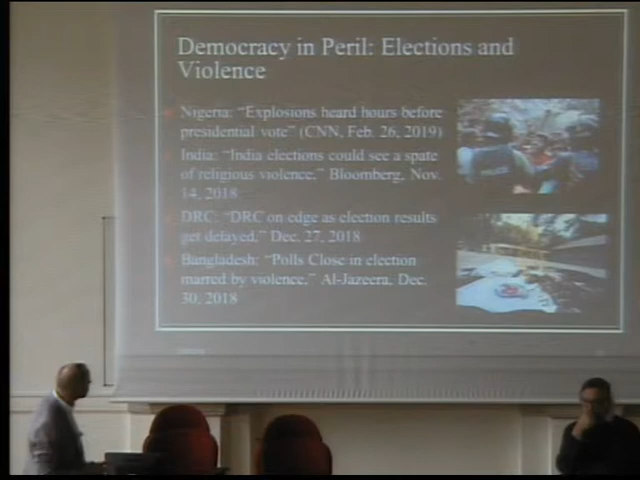 Democracy in Peril: Elections and
Violence
Nigeria: "Explosions heard hours before
presidential vote" (CNN, Feb. 26, 2019)
India: "India elections could see a spate
of religious violence," Bloomberg, Nov.
14, 2018
DRC: "DRC on edge as election results
get delayed," Dec. 27, 2018
Bangladesh: "Polls Close in election
marred by violence," Al-Jazeera, Dec.
30, 2018